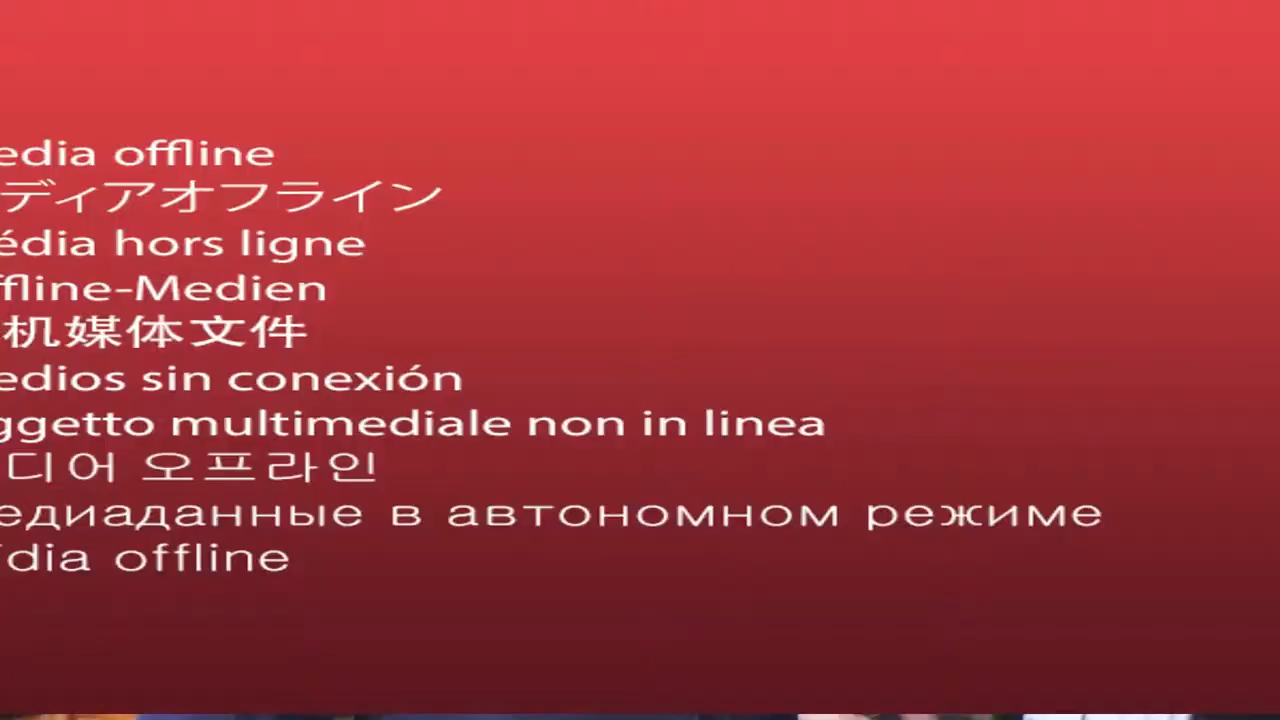 edia offline
ディアオフライン
édia hors ligne
ffline-Medien
机媒体文件
edios sin conexión
ggetto multimediale non in linea
디어 오프라인
едиаданные в автономном режиме
ídia offline